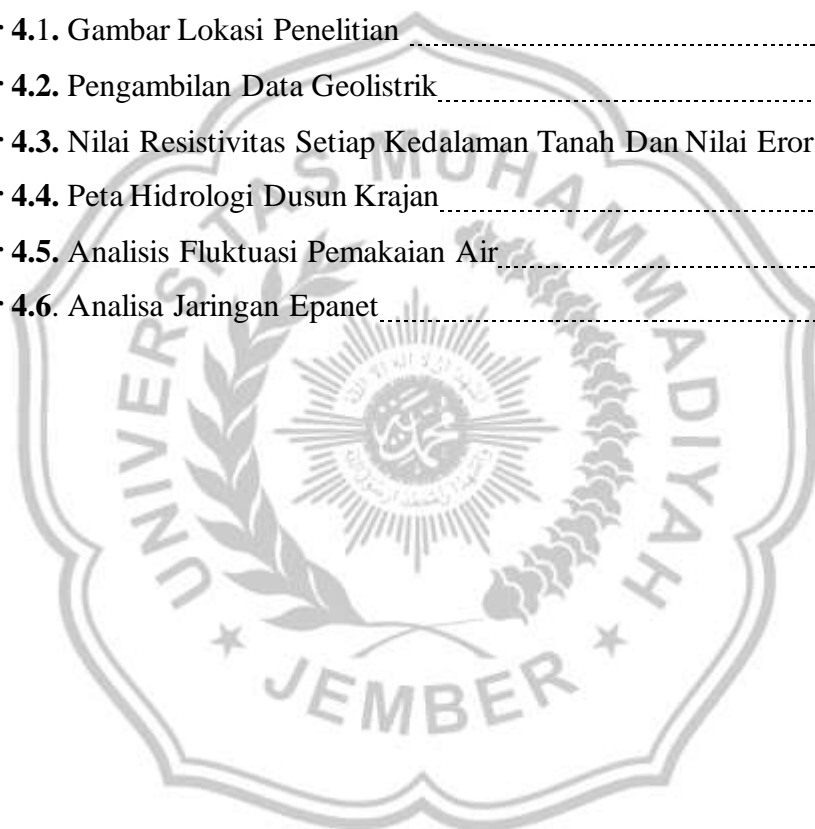 r 4.1. Gambar Lokasi Penelitian
r 4.2. Pengambilan Data Geolistrik
r 4.3. Nilai Resistivitas Setiap Kedalaman Tanah Dan Nilai Eror
r 4.4. Peta Hidrologi Dusun Krajan
r 4.5. Analisis Fluktuasi Pemakaian Air
r 4.6. Analisa Jaringan Epanet
UNIVERSITAS MUHAMMADIYAH
JEMBER